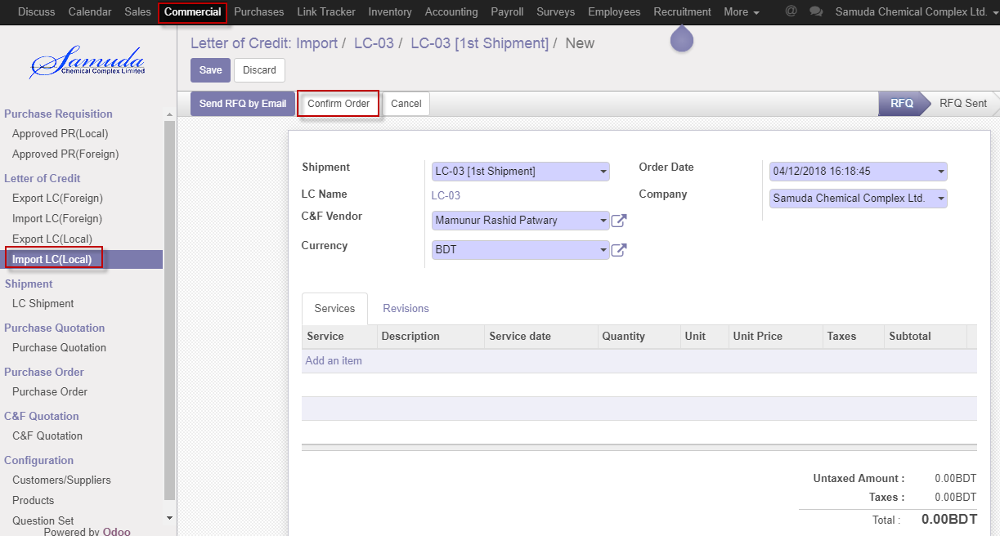 Discuss Calendar Sales Commercial Purchases Link Tracker Inventory Accounting Payroll Surveys Employees Recruitment More @ Samuda Chemical Complex Ltd.
Samuda
Chemical Complex Limited
Purchase Requisition
Approved PR(Local)
Approved PR(Foreign)
Letter of Credit
Export LC(Foreign)
Import LC(Foreign)
Export LC(Local)
Import LC(Local)
Shipment
LC Shipment
Purchase Quotation
Purchase Quotation
Purchase Order
Purchase Order
C&F Quotation
C&F Quotation
Configuration
Customers/Suppliers
Products
Question Set
Powered by Odoo
Letter of Credit: Import / LC-03 / LC-03 [1st Shipment] / New
Save Discard
Send RFQ by Email Confirm Order Cancel RFQ RFQ Sent
Shipment LC-03 [1st Shipment] Order Date 04/12/2018 16:18:45
LC Name LC-03 Company Samuda Chemical Complex Ltd.
C&F Vendor Mamunur Rashid Patwary
Currency BDT
Services Revisions
Service Description Service date Quantity Unit Unit Price Taxes Subtotal
Add an item
Untaxed Amount : 0.00BDT
Taxes : 0.00BDT
Total : 0.00BDT